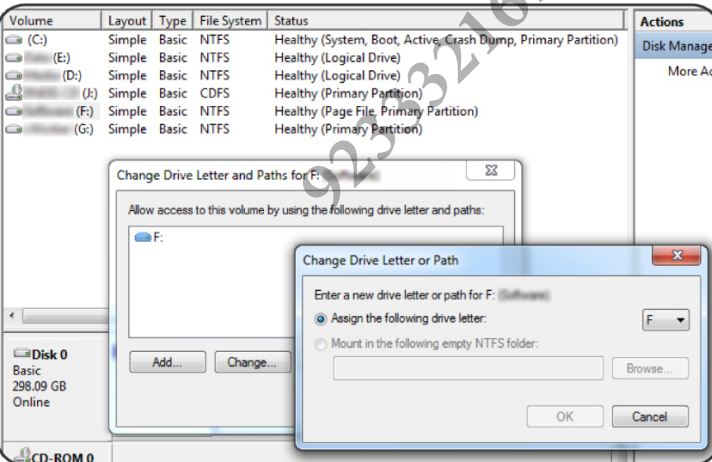 Volume Layout Type File System Status
(C:) Simple Basic NTFS Healthy (System, Boot, Active, Crash Dump, Primary Partition)
(E:) Simple Basic NTFS Healthy (Logical Drive)
(D:) Simple Basic NTFS Healthy (Logical Drive)
(J:) Simple Basic CDFS Healthy (Primary Partition)
(F:) Simple Basic NTFS Healthy (Page File, Primary Partition)
(G:) Simple Basic NTFS Healthy (Primary Partition)
Actions
Disk Manage
More Ac
Change Drive Letter and Paths for F:
Allow access to this volume by using the following drive letter and paths:
F:
Add... Change...
Change Drive Letter or Path
Enter a new drive letter or path for F:
Assign the following drive letter:
F
Mount in the following empty NTFS folder:
Browse...
OK Cancel
Disk 0
Basic
298.09 GB
Online
CD-ROM 0